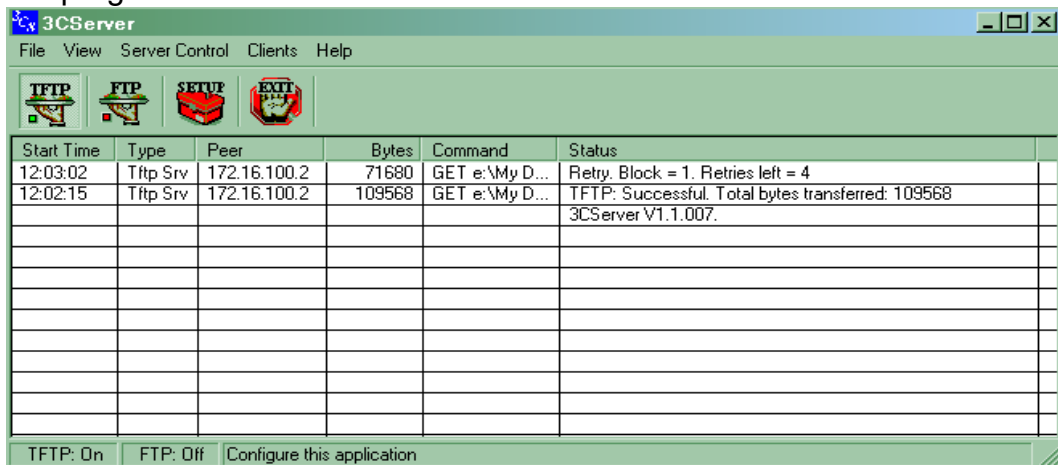 3CServer
File View Server Control Clients Help
TFTP FTP SETUP EXIT
Start Time Type Peer Bytes Command Status
12:03:02 Tftp Srv 172.16.100.2 71680 GET e:\My D... Retry. Block = 1. Retries left = 4
12:02:15 Tftp Srv 172.16.100.2 109568 GET e:\My D... TFTP: Successful. Total bytes transferred: 109568
3CServer V1.1.007.
TFTP: On FTP: Off Configure this application